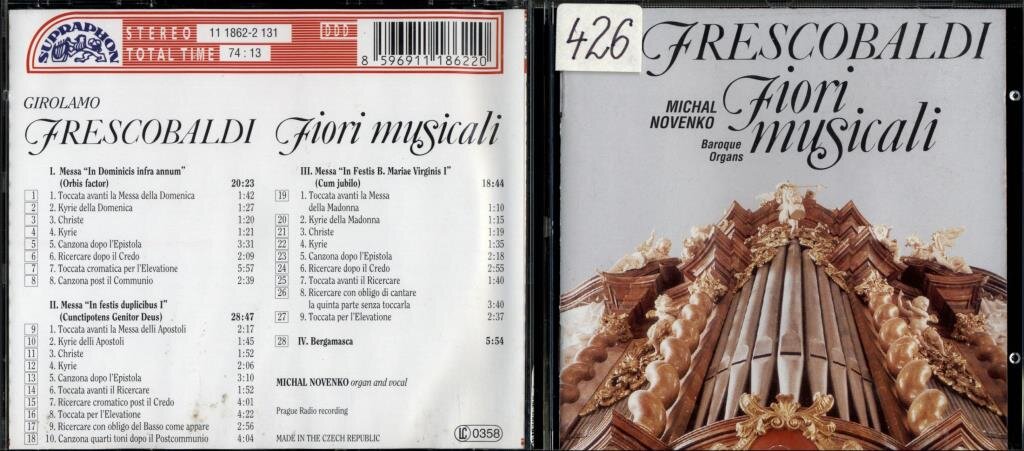 SUPRAPHON
STEREO 11 1862-2 131
TOTAL TIME 74:13
DDD
8 596911 186220
GIROLAMO
FRESCOBALDI Fiori musicali
I. Messa "In Dominicis infra annum"
(Orbis factor) 20:23
1 1. Toccata avanti la Messa della Domenica 1:42
2 2. Kyrie della Domenica 1:27
3 3. Christe 1:20
4 4. Kyrie 1:21
5 5. Canzona dopo l'Epistola 3:31
6 6. Ricercare dopo il Credo 2:09
7 7. Toccata cromatica per l'Elevatione 5:57
8 8. Canzona post il Communio 2:39
II. Messa "In festis duplicibus I"
(Cunctipotens Genitor Deus) 28:47
9 1. Toccata avanti la Messa delli Apostoli 2:17
10 2. Kyrie delli Apostoli 1:45
11 3. Christe 1:52
12 4. Kyrie 2:06
13 5. Canzona dopo l'Epistola 3:10
14 6. Toccata avanti il Ricercare 1:52
15 7. Ricercare cromatico post il Credo 4:01
16 8. Toccata per l'Elevatione 4:22
17 9. Ricercare con obligo del Basso come appare 2:56
18 10. Canzona quarti toni dopo il Postcommunio 4:04
III. Messa "In Festis B. Mariae Virginis I"
(Cum jubilo) 18:44
19 1. Toccata avanti la Messa
della Madonna 1:10
20 2. Kyrie della Madonna 1:15
21 3. Christe 1:19
22 4. Kyrie 1:35
23 5. Canzona dopo l'Epistola 2:18
24 6. Ricercare dopo il Credo 2:55
25 7. Toccata avanti il Ricercare 1:40
26 8. Ricercare con obligo di cantare
la quinta parte senza toccarla 3:40
27 9. Toccata per l'Elevatione 2:37
28 IV. Bergamasca 5:54
MICHAL NOVENKO organ and vocal
Prague Radio recording
MADE IN THE CZECH REPUBLIC
LC 0358
426
FRESCOBALDI
Fiori
musicali
MICHAL
NOVENKO
Baroque
Organs